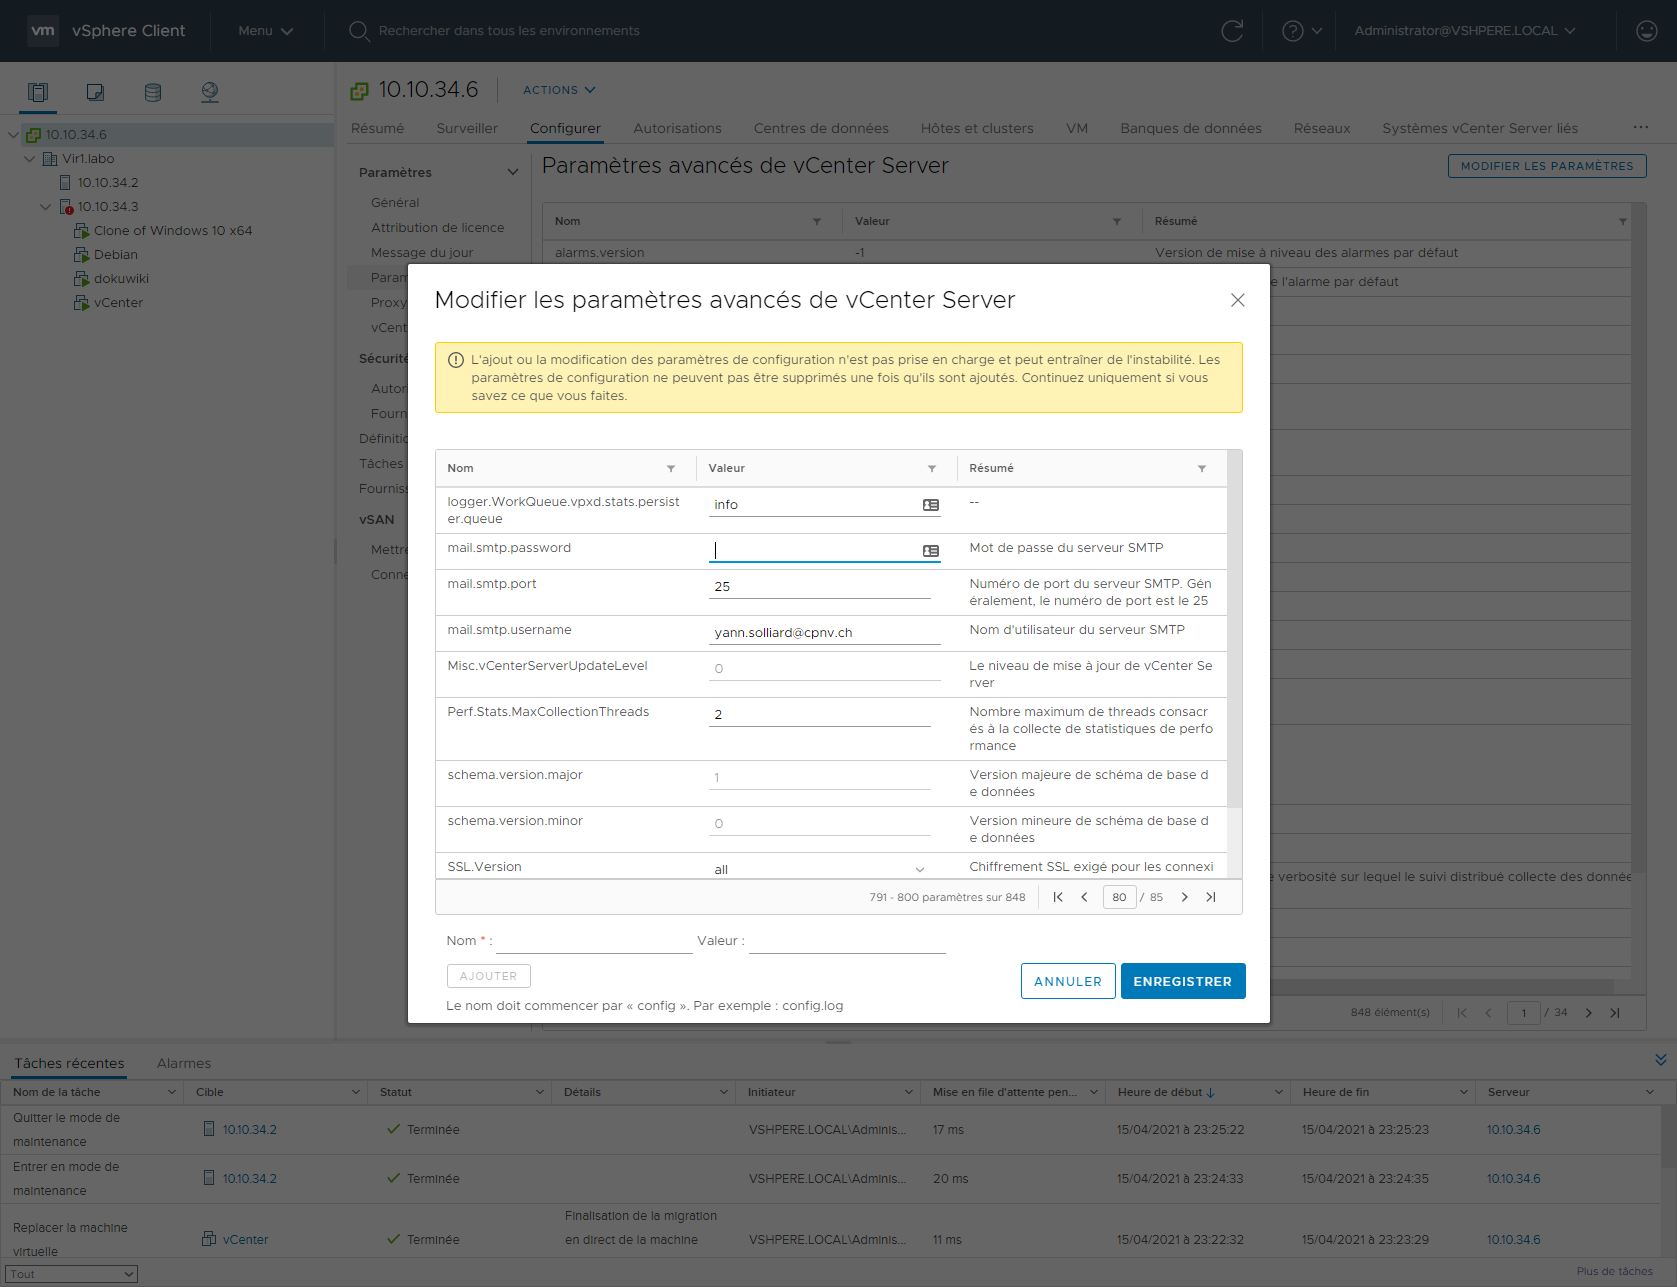 vm vSphere Client Menu Rechercher dans tous les environnements Administrator@VSHPERE.LOCAL
10.10.34.6
Vir1.labo
10.10.34.2
10.10.34.3
Clone of Windows 10 x64
Debian
dokuwiki
vCenter
10.10.34.6 ACTIONS
Résumé Surveiller Configurer Autorisations Centres de données Hôtes et clusters VM Banques de données Réseaux Systèmes vCenter Server liés ...
Paramètres
Général
Attribution de licence
Message du jour
Param
Proxy
vCent
Sécurité
Autori
Fourn
Définitic
Tâches
Fourniss
vSAN
Mettre
Conne
Paramètres avancés de vCenter Server
MODIFIER LES PARAMÈTRES
Nom Valeur Résumé
alarms.version -1 Version de mise à niveau des alarmes par défaut
e l'alarme par défaut
e verbosité sur lequel le suivi distribué collecte des donnée
848 élément(s) 1 / 34
Modifier les paramètres avancés de vCenter Server
L'ajout ou la modification des paramètres de configuration n'est pas prise en charge et peut entraîner de l'instabilité. Les
paramètres de configuration ne peuvent pas être supprimés une fois qu'ils sont ajoutés. Continuez uniquement si vous
savez ce que vous faites.
Nom Valeur Résumé
logger.WorkQueue.vpxd.stats.persist
er.queue
info
--
mail.smtp.password
Mot de passe du serveur SMTP
mail.smtp.port
25
Numéro de port du serveur SMTP. Gén
éralement, le numéro de port est le 25
mail.smtp.username
yann.solliard@cpnv.ch
Nom d'utilisateur du serveur SMTP
Misc.vCenterServerUpdateLevel
0
Le niveau de mise à jour de vCenter Se
rver
Perf.Stats.MaxCollectionThreads
2
Nombre maximum de threads consacr
és à la collecte de statistiques de perfo
rmance
schema.version.major
1
Version majeure de schéma de base d
e données
schema.version.minor
0
Version mineure de schéma de base d
e données
SSL.Version
all
Chiffrement SSL exigé pour les connexi
791 - 800 paramètres sur 848 80 / 85
Nom * : Valeur :
AJOUTER
ANNULER ENREGISTRER
Le nom doit commencer par « config ». Par exemple : config.log
Tâches récentes Alarmes
Nom de la tâche Cible Statut Détails Initiateur Mise en file d'attente pen... Heure de début Heure de fin Serveur
Quitter le mode de
maintenance
10.10.34.2 Terminée VSHPERE.LOCAL\Adminis... 17 ms 15/04/2021 à 23:25:22 15/04/2021 à 23:25:23 10.10.34.6
Entrer en mode de
maintenance
10.10.34.2 Terminée VSHPERE.LOCAL\Adminis... 20 ms 15/04/2021 à 23:24:33 15/04/2021 à 23:24:35 10.10.34.6
Replacer la machine
virtuelle
vCenter Terminée
Finalisation de la migration
en direct de la machine
VSHPERE.LOCAL\Adminis... 11 ms 15/04/2021 à 23:22:32 15/04/2021 à 23:23:29 10.10.34.6
Tout
Plus de tâches